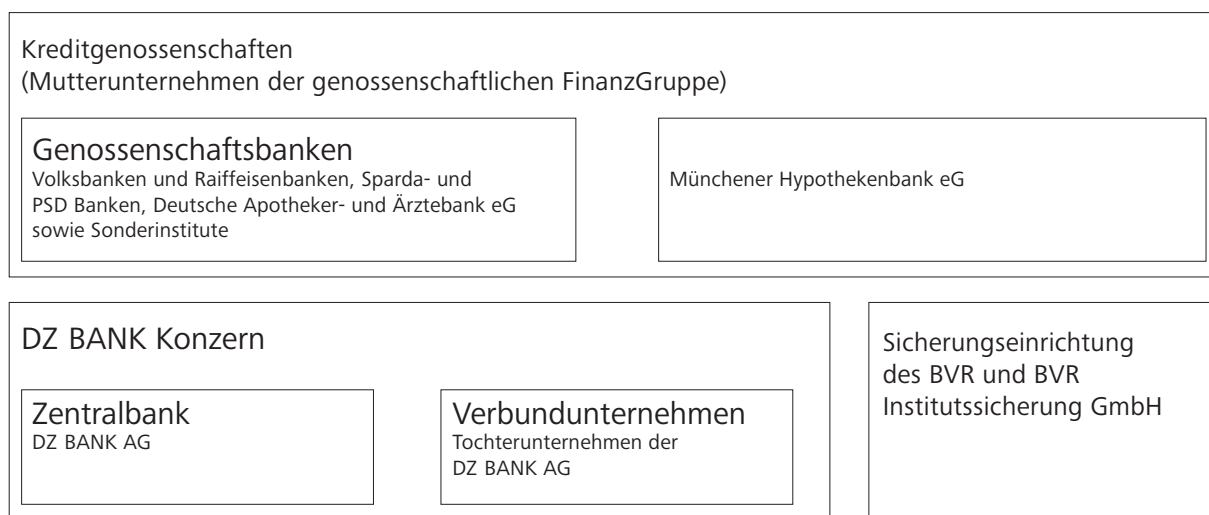 Kreditgenossenschaften
(Mutterunternehmen der genossenschaftlichen FinanzGruppe)
Genossenschaftsbanken
Volksbanken und Raiffeisenbanken, Sparda- und
PSD Banken, Deutsche Apotheker- und Ärztebank eG
sowie Sonderinstitute
Münchener Hypothekenbank eG
DZ BANK Konzern
Zentralbank
DZ BANK AG
Verbundunternehmen
Tochterunternehmen der
DZ BANK AG
Sicherungseinrichtung
des BVR und BVR
Institutssicherung GmbH